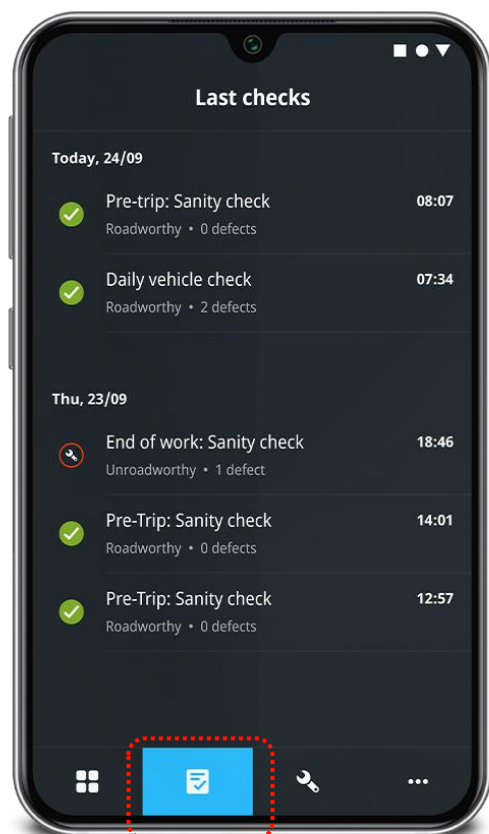 Last checks
Today, 24/09
Pre-trip: Sanity check 08:07
Roadworthy • 0 defects
Daily vehicle check 07:34
Roadworthy • 2 defects
Thu, 23/09
End of work: Sanity check 18:46
Unroadworthy • 1 defect
Pre-Trip: Sanity check 14:01
Roadworthy • 0 defects
Pre-Trip: Sanity check 12:57
Roadworthy • 0 defects